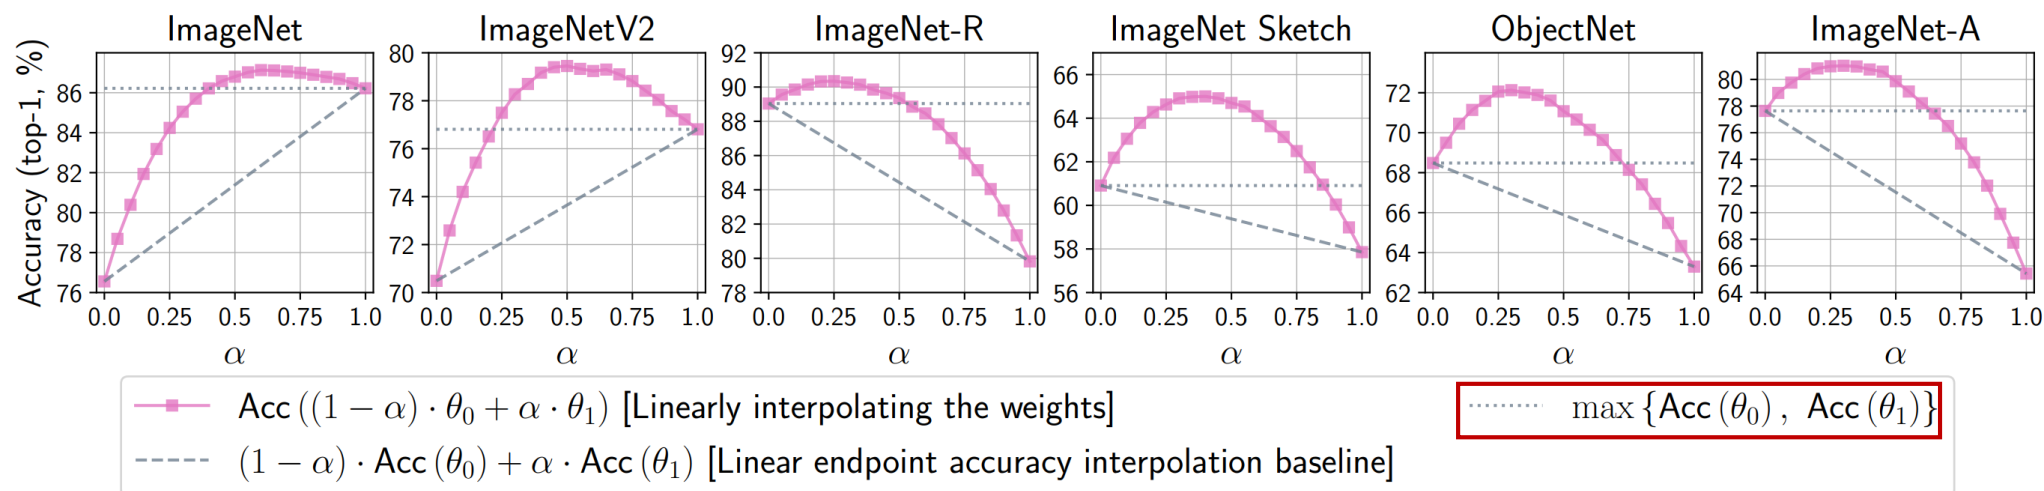 ImageNet
ImageNetV2
ImageNet-R
ImageNet Sketch
ObjectNet
ImageNet-A
Accuracy (top-1, %)
86
84
82
80
78
76
0.0 0.25 0.5 0.75 1.0
α
80
78
76
74
72
70
0.0 0.25 0.5 0.75 1.0
α
92
90
88
86
84
82
80
78
0.0 0.25 0.5 0.75 1.0
α
66
64
62
60
58
56
0.0 0.25 0.5 0.75 1.0
α
72
70
68
66
64
62
0.0 0.25 0.5 0.75 1.0
α
80
78
76
74
72
70
68
66
64
0.0 0.25 0.5 0.75 1.0
α
Acc ((1 − α) · θ₀ + α · θ₁) [Linearly interpolating the weights]
max {Acc (θ₀) , Acc (θ₁)}
(1 − α) · Acc (θ₀) + α · Acc (θ₁) [Linear endpoint accuracy interpolation baseline]